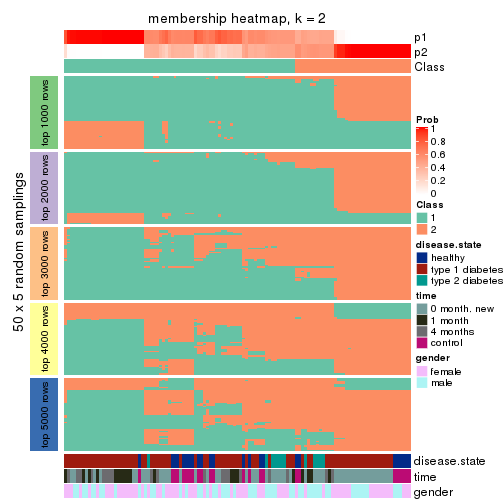 membership heatmap, k = 2
p1
p2
Class
top 1000 rows
top 2000 rows
top 3000 rows
top 4000 rows
top 5000 rows
50 x 5 random samplings
disease.state
time
gender
Prob
1
0.8
0.6
0.4
0.2
0
Class
1
2
disease.state
healthy
type 1 diabetes
type 2 diabetes
time
0 month. new
1 month
4 months
control
gender
female
male